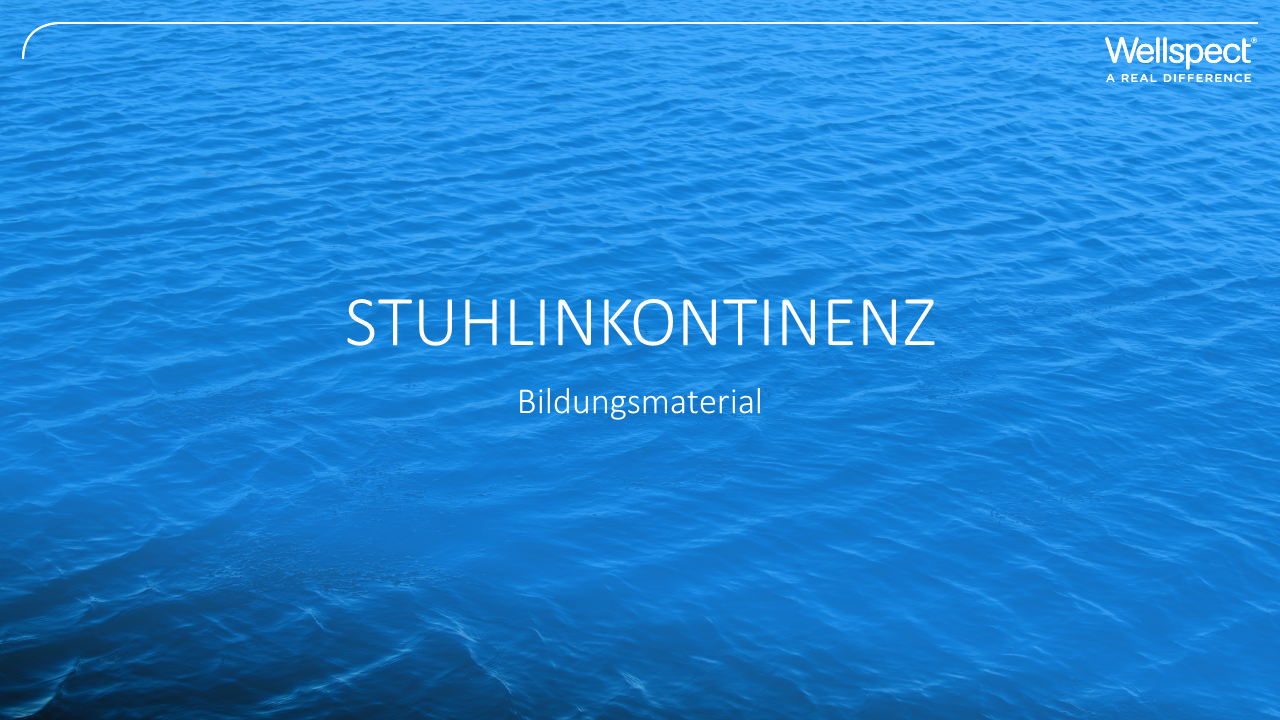 Wellspect®
A REAL DIFFERENCE
STUHLINKONTINENZ
Bildungsmaterial